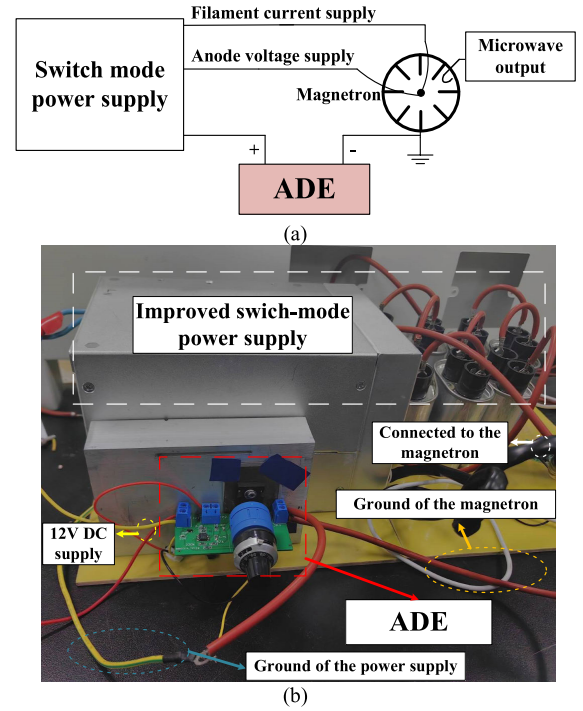 Filament current supply
Switch mode
power supply
Anode voltage supply
Microwave
output
Magnetron
+
-
ADE
(a)
Improved swich-mode
power supply
Connected to the
magnetron
Ground of the magnetron
12V DC
supply
ADE
Ground of the power supply
(b)